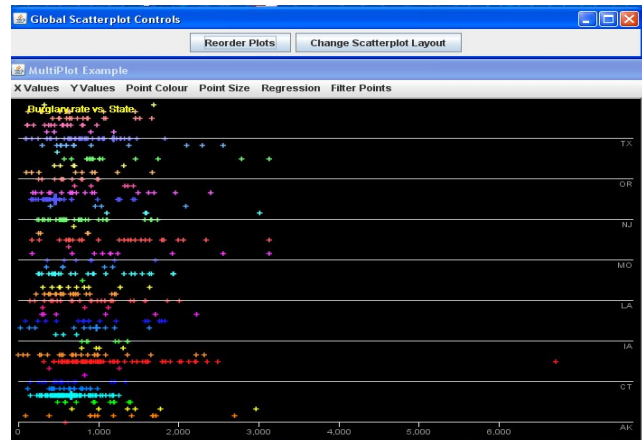 Global Scatterplot Controls
Reorder Plots Change Scatterplot Layout
MultiPlot Example
X Values Y Values Point Colour Point Size Regression Filter Points
Burglary rate vs. State
TX
OR
NJ
MO
LA
IA
CT
AK
0 1,000 2,000 3,000 4,000 5,000 6,000